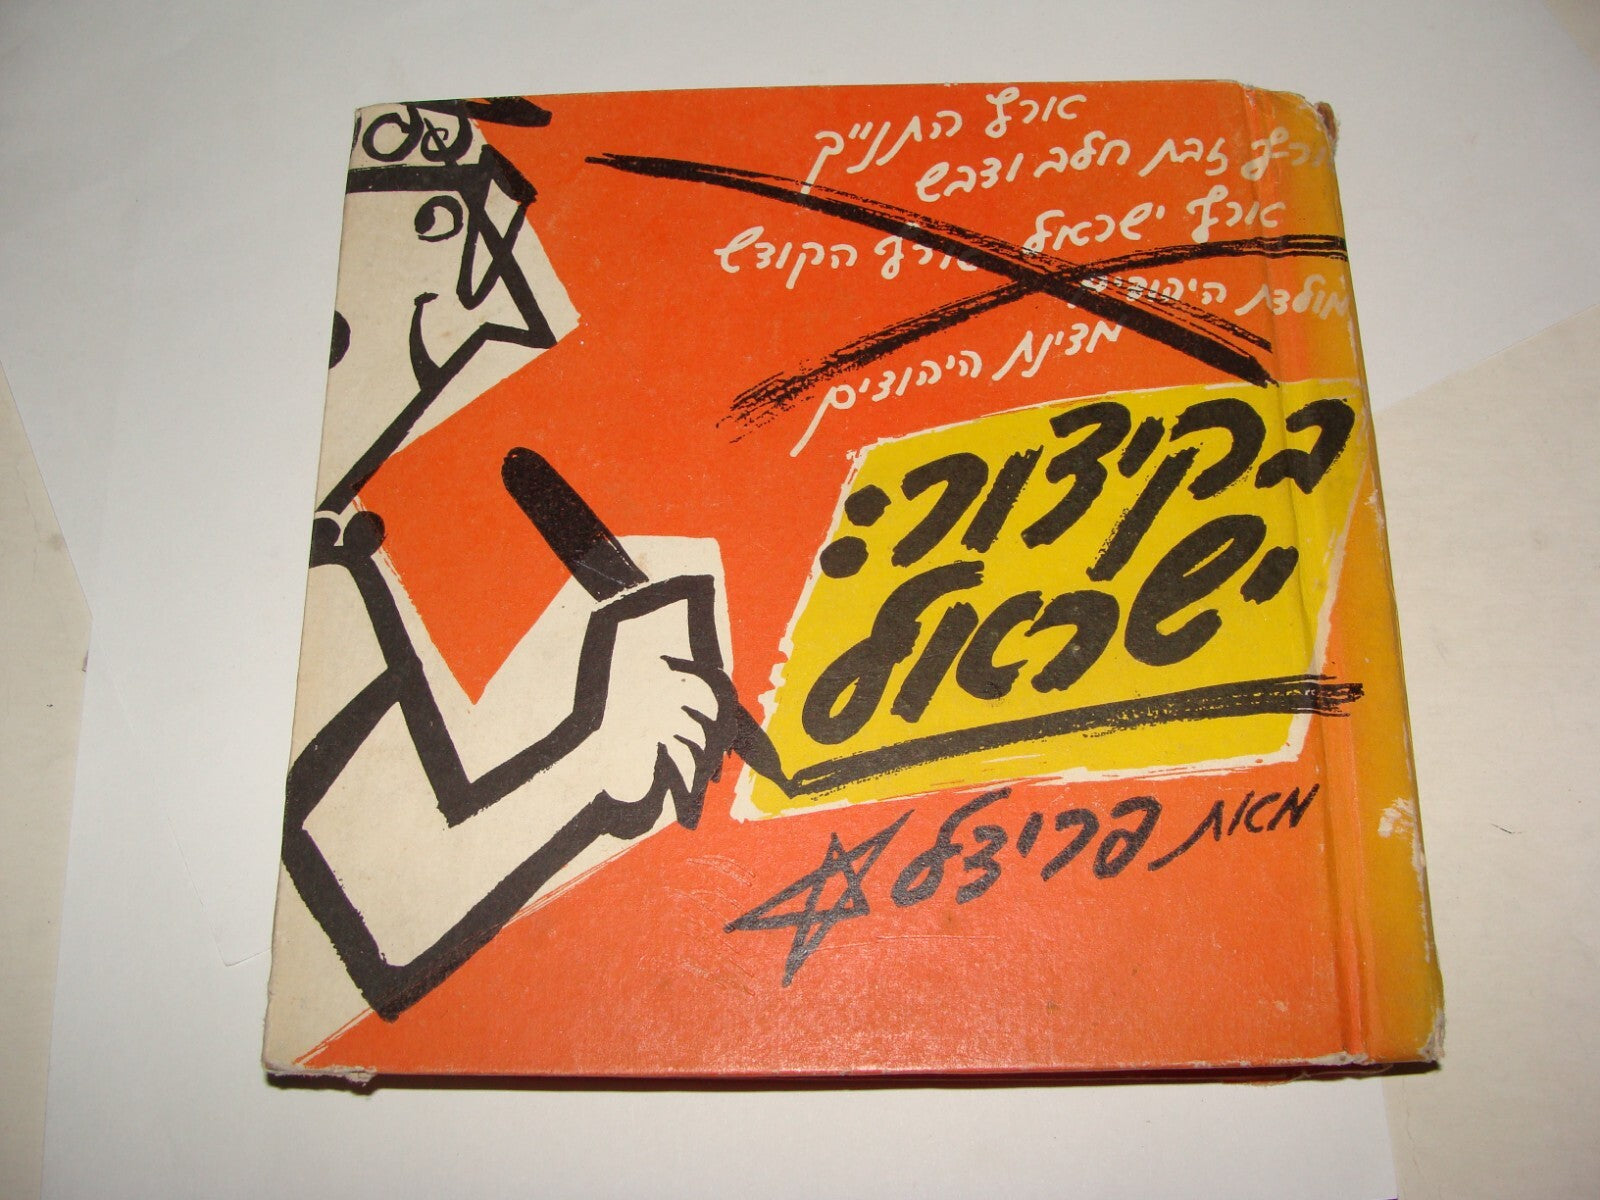 ארץ התנ״ך
ארץ זבת חלב ודבש
ארץ ישראל ארץ הקודש
מולדת היהודים
מדינת היהודים
בקיצור:
ישראל
מאת פרידל